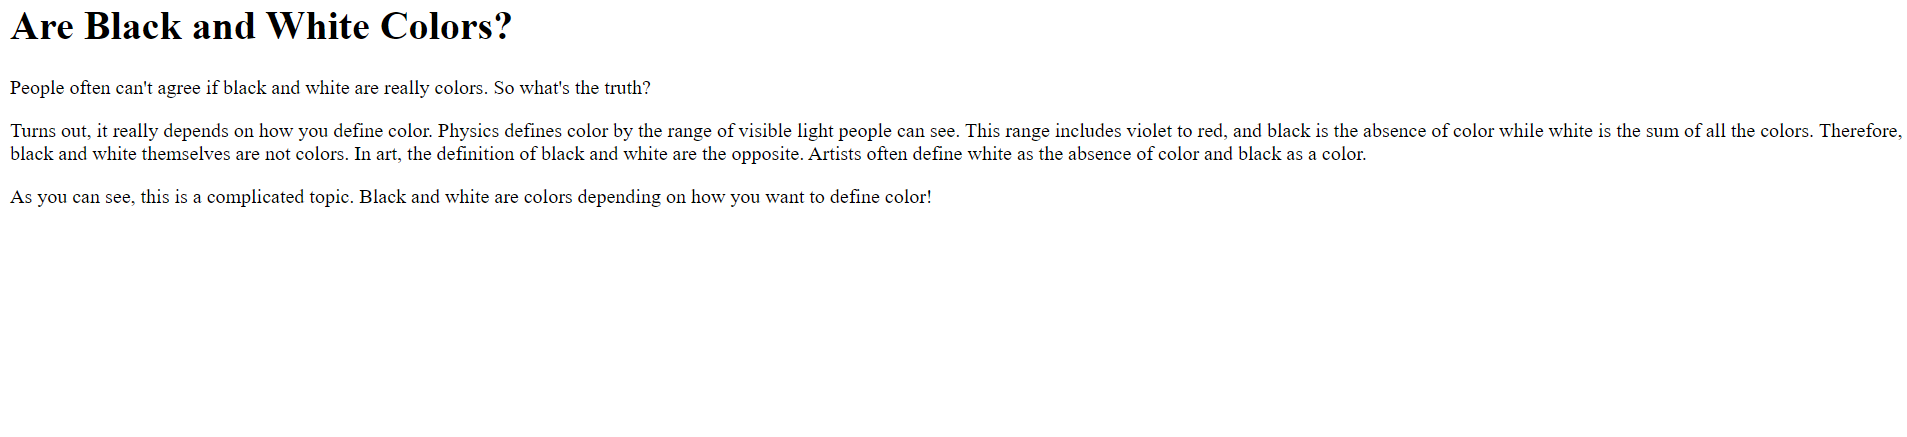 Are Black and White Colors?
People often can't agree if black and white are really colors. So what's the truth?
Turns out, it really depends on how you define color. Physics defines color by the range of visible light people can see. This range includes violet to red, and black is the absence of color while white is the sum of all the colors. Therefore,
black and white themselves are not colors. In art, the definition of black and white are the opposite. Artists often define white as the absence of color and black as a color.
As you can see, this is a complicated topic. Black and white are colors depending on how you want to define color!